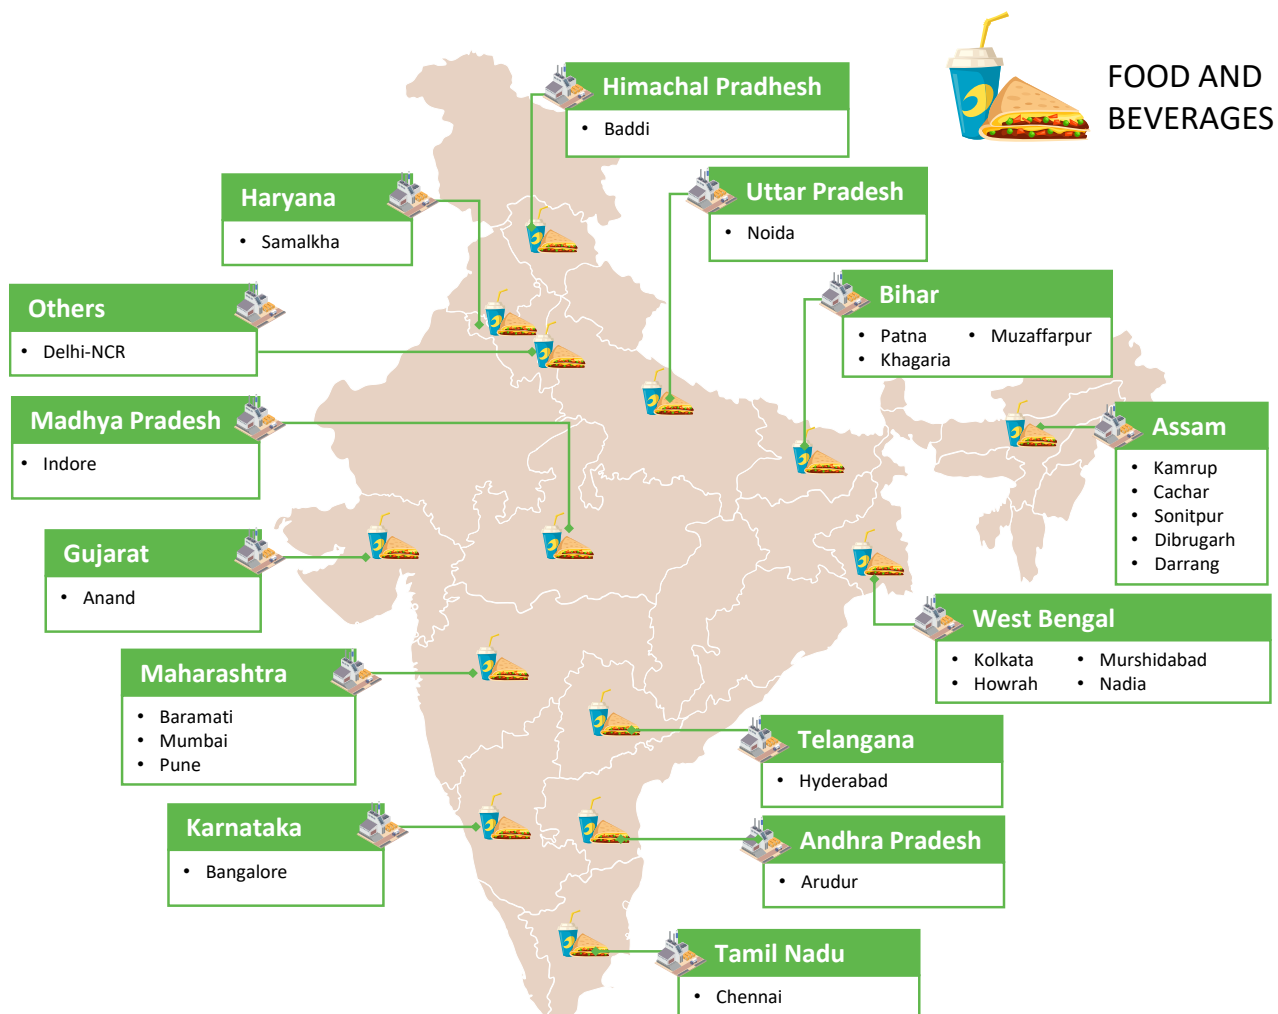 FOOD AND
BEVERAGES
Himachal Pradhesh
• Baddi
Haryana
• Samalkha
Uttar Pradesh
• Noida
Others
• Delhi-NCR
Bihar
• Patna
• Muzaffarpur
• Khagaria
Madhya Pradesh
• Indore
Assam
• Kamrup
• Cachar
• Sonitpur
• Dibrugarh
• Darrang
Gujarat
• Anand
West Bengal
• Kolkata
• Murshidabad
• Howrah
• Nadia
Maharashtra
• Baramati
• Mumbai
• Pune
Telangana
• Hyderabad
Karnataka
• Bangalore
Andhra Pradesh
• Arudur
Tamil Nadu
• Chennai